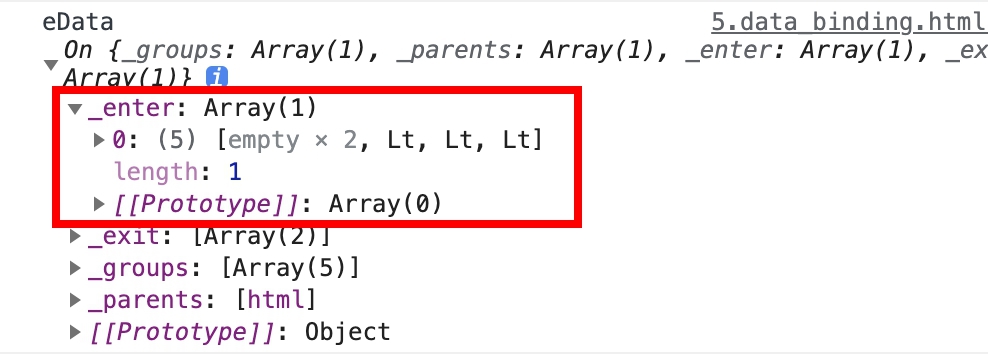 eData 5.data_binding.html
▼ _On {_groups: Array(1), _parents: Array(1), _enter: Array(1), _ex
Array(1)} i
▼ _enter: Array(1)
▶ 0: (5) [empty × 2, Lt, Lt, Lt]
length: 1
▶ [[Prototype]]: Array(0)
▶ _exit: [Array(2)]
▶ _groups: [Array(5)]
▶ _parents: [html]
▶ [[Prototype]]: Object